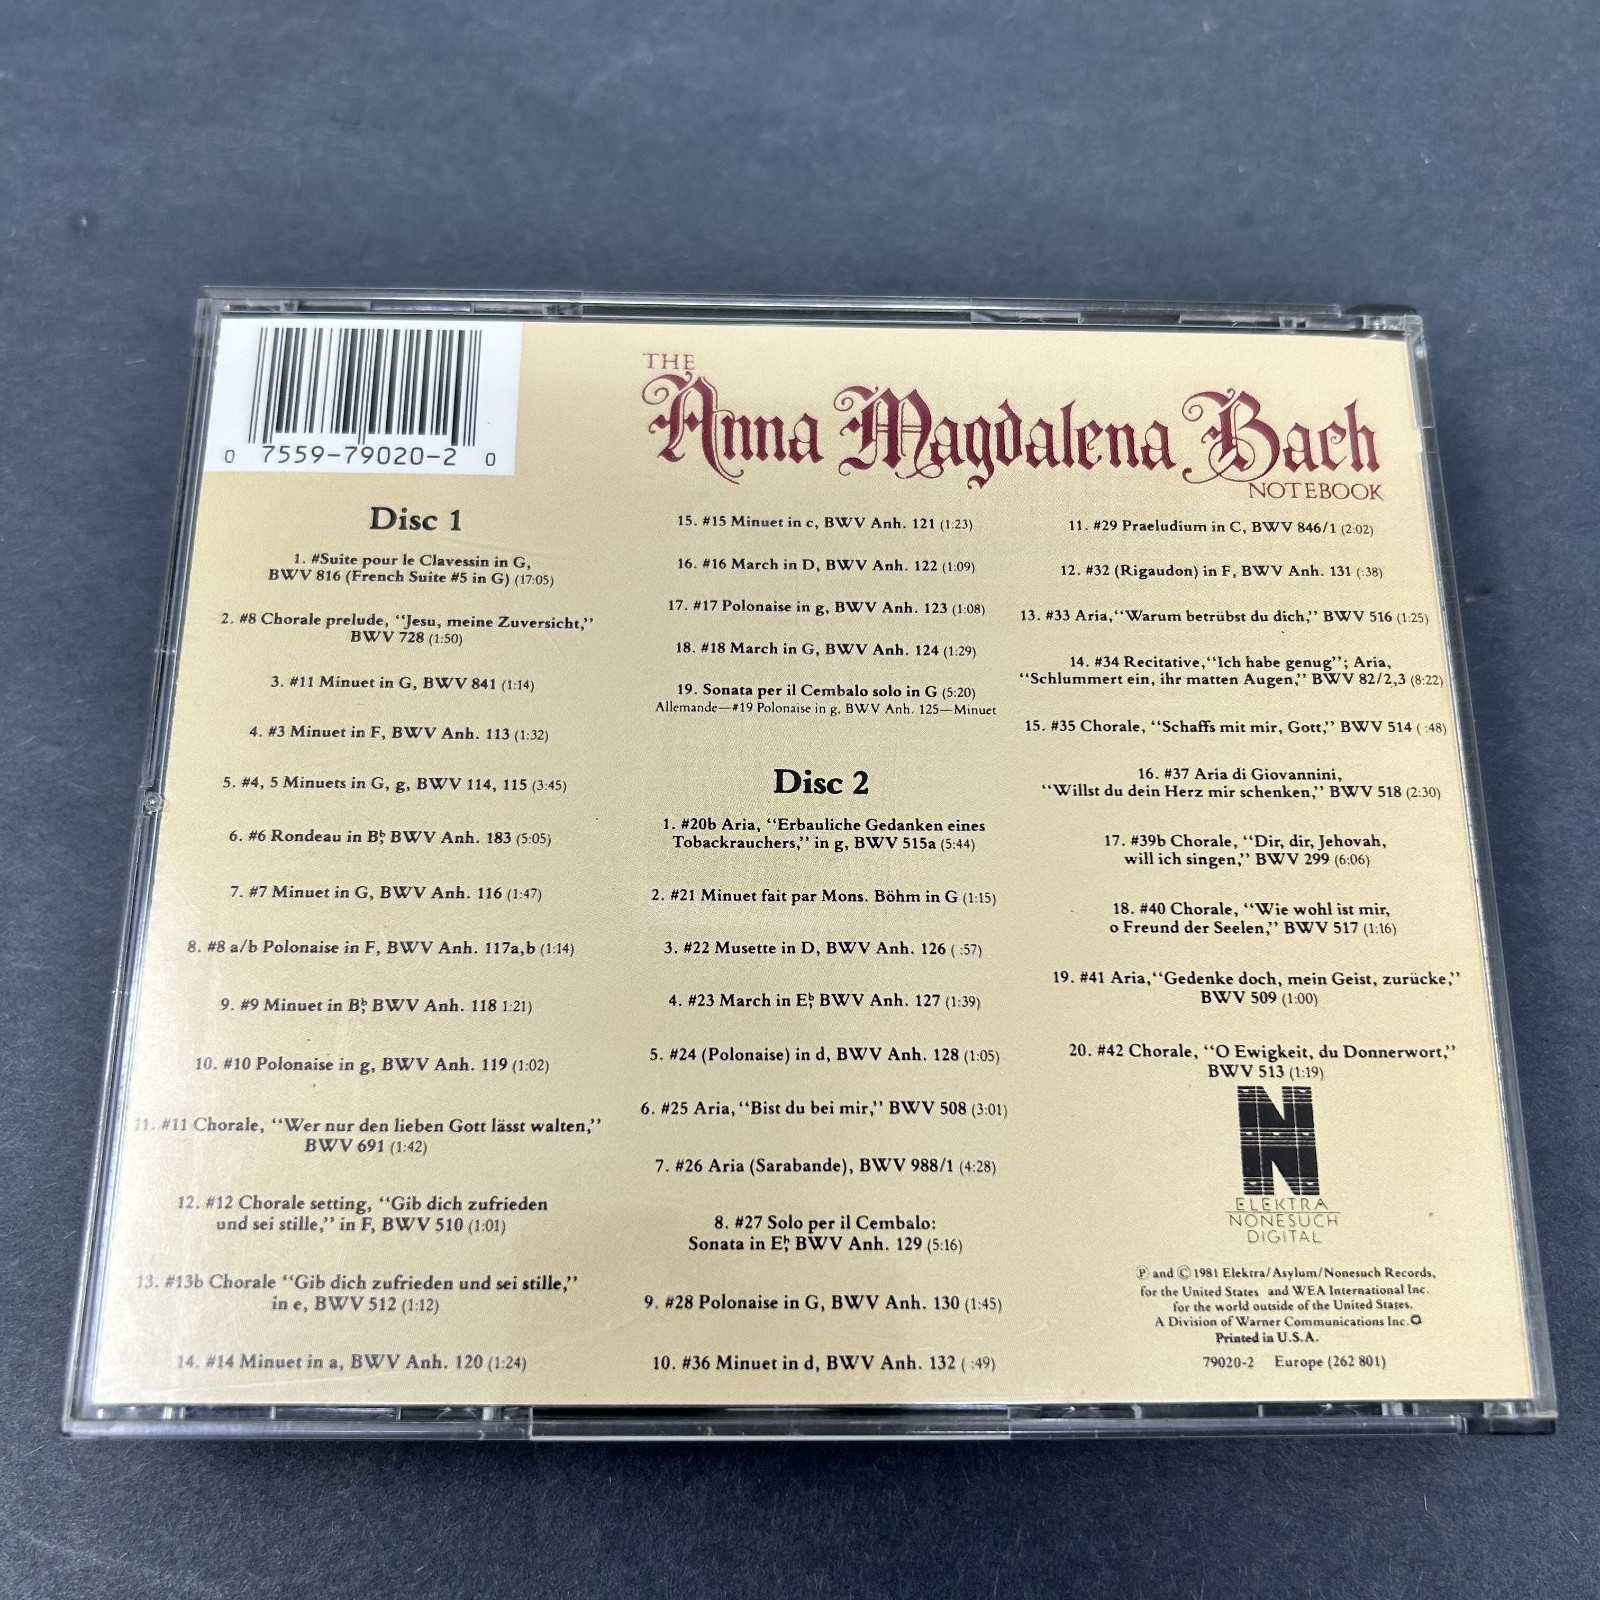 0 7559-79020-2 0
THE
Anna Magdalena Bach
NOTEBOOK
Disc 1
1. #Suite pour le Clavessin in G,
BWV 816 (French Suite #5 in G) (17:05)
2. #8 Chorale prelude, “Jesu, meine Zuversicht,”
BWV 728 (1:50)
3. #11 Minuet in G, BWV 841 (1:14)
4. #3 Minuet in F, BWV Anh. 113 (1:32)
5. #4, 5 Minuets in G, g, BWV 114, 115 (3:45)
6. #6 Rondeau in B♭, BWV Anh. 183 (5:05)
7. #7 Minuet in G, BWV Anh. 116 (1:47)
8. #8 a/b Polonaise in F, BWV Anh. 117a,b (1:14)
9. #9 Minuet in B♭, BWV Anh. 118 1:21)
10. #10 Polonaise in g, BWV Anh. 119 (1:02)
11. #11 Chorale, “Wer nur den lieben Gott lässt walten,”
BWV 691 (1:42)
12. #12 Chorale setting, “Gib dich zufrieden
und sei stille,” in F, BWV 510 (1:01)
13. #13b Chorale “Gib dich zufrieden und sei stille,”
in e, BWV 512 (1:12)
14. #14 Minuet in a, BWV Anh. 120 (1:24)
15. #15 Minuet in c, BWV Anh. 121 (1:23)
16. #16 March in D, BWV Anh. 122 (1:09)
17. #17 Polonaise in g, BWV Anh. 123 (1:08)
18. #18 March in G, BWV Anh. 124 (1:29)
19. Sonata per il Cembalo solo in G (5:20)
Allemande—#19 Polonaise in g, BWV Anh. 125—Minuet
Disc 2
1. #20b Aria, “Erbauliche Gedanken eines
Tobackrauchers,” in g, BWV 515a (5:44)
2. #21 Minuet fait par Mons. Böhm in G (1:15)
3. #22 Musette in D, BWV Anh. 126 ( :57)
4. #23 March in E♭, BWV Anh. 127 (1:39)
5. #24 (Polonaise) in d, BWV Anh. 128 (1:05)
6. #25 Aria, “Bist du bei mir,” BWV 508 (3:01)
7. #26 Aria (Sarabande), BWV 988/1 (4:28)
8. #27 Solo per il Cembalo:
Sonata in E♭, BWV Anh. 129 (5:16)
9. #28 Polonaise in G, BWV Anh. 130 (1:45)
10. #36 Minuet in d, BWV Anh. 132 ( :49)
11. #29 Praeludium in C, BWV 846/1 (2:02)
12. #32 (Rigaudon) in F, BWV Anh. 131 (:38)
13. #33 Aria, “Warum betrübst du dich,” BWV 516 (1:25)
14. #34 Recitative, “Ich habe genug”; Aria,
“Schlummert ein, ihr matten Augen,” BWV 82/2,3 (8:22)
15. #35 Chorale, “Schaffs mit mir, Gott,” BWV 514 ( :48)
16. #37 Aria di Giovannini,
“Willst du dein Herz mir schenken,” BWV 518 (2:30)
17. #39b Chorale, “Dir, dir, Jehovah,
will ich singen,” BWV 299 (6:06)
18. #40 Chorale, “Wie wohl ist mir,
o Freund der Seelen,” BWV 517 (1:16)
19. #41 Aria, “Gedenke doch, mein Geist, zurücke,”
BWV 509 (1:00)
20. #42 Chorale, “O Ewigkeit, du Donnerwort,”
BWV 513 (1:19)
N
ELEKTRA
NONESUCH
DIGITAL
℗ and © 1981 Elektra/Asylum/Nonesuch Records,
for the United States and WEA International Inc.
for the world outside of the United States.
A Division of Warner Communications Inc.
Printed in U.S.A.
79020-2 Europe (262 801)